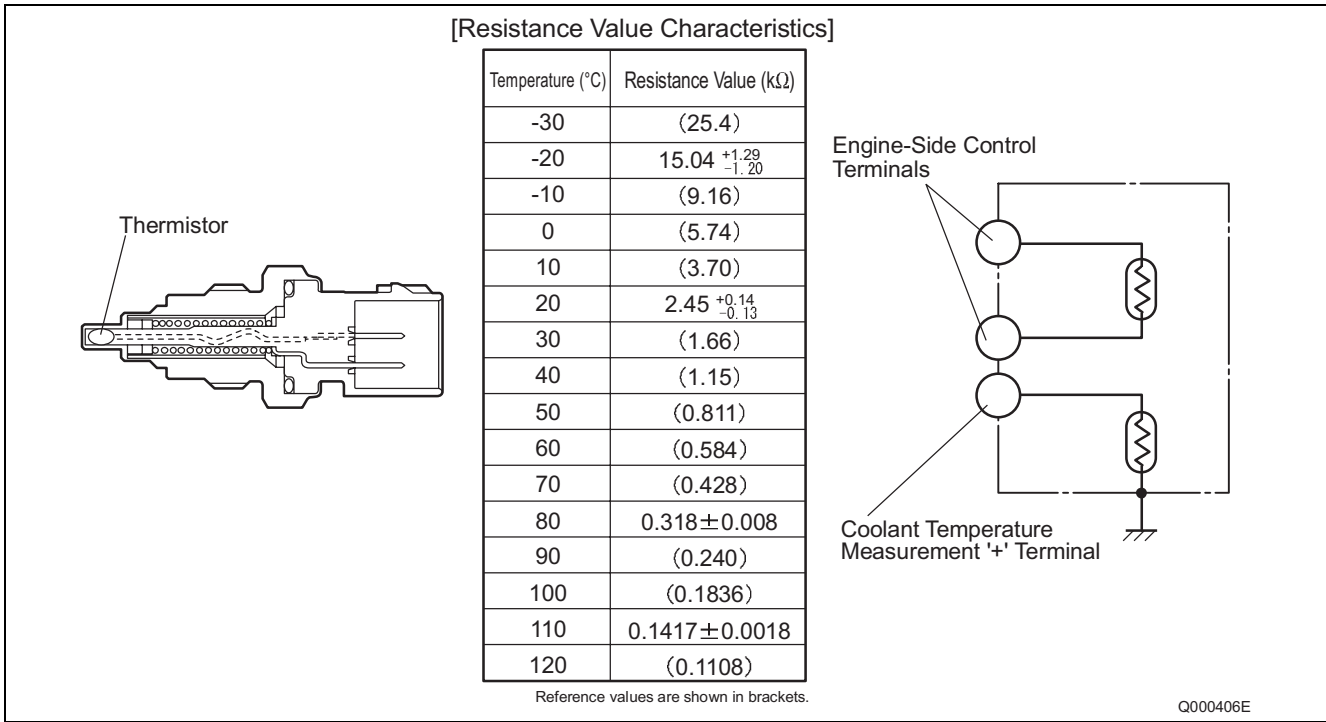 [Resistance Value Characteristics]
Temperature (°C) Resistance Value (kΩ)
-30 (25.4)
-20 15.04 +1.29 -1.20
-10 (9.16)
0 (5.74)
10 (3.70)
20 2.45 +0.14 -0.13
30 (1.66)
40 (1.15)
50 (0.811)
60 (0.584)
70 (0.428)
80 0.318±0.008
90 (0.240)
100 (0.1836)
110 0.1417±0.0018
120 (0.1108)
Reference values are shown in brackets.
Thermistor
Engine-Side Control
Terminals
Coolant Temperature
Measurement '+' Terminal
Q000406E